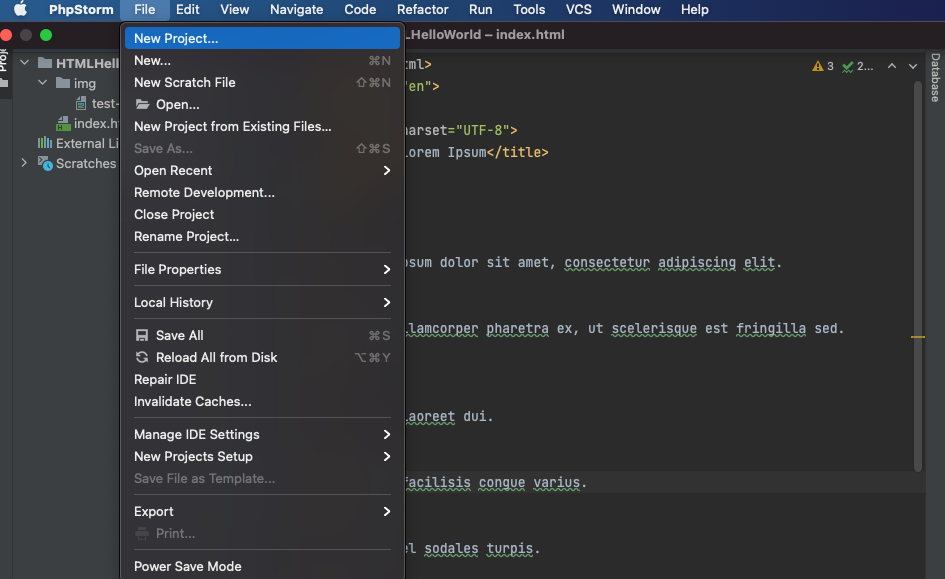 PhpStorm File Edit View Navigate Code Refactor Run Tools VCS Window Help
LHelloWorld – index.html
New Project...
New... ⌘N
New Scratch File ⇧⌘N
Open...
New Project from Existing Files...
Save As... ⇧⌘S
Open Recent
Remote Development...
Close Project
Rename Project...
File Properties
Local History
Save All ⌘S
Reload All from Disk ⌥⌘Y
Repair IDE
Invalidate Caches...
Manage IDE Settings
New Projects Setup
Save File as Template...
Export
Print...
Power Save Mode
Proj
HTMLHell
img
test-
index.h
External Li
Scratches
tml>
"en">
harset="UTF-8">
Lorem Ipsum</title>
psum dolor sit amet, consectetur adipiscing elit.
llamcorper pharetra ex, ut scelerisque est fringilla sed.
laoreet dui.
facilisis congue varius.
el sodales turpis.
3 2...
Database